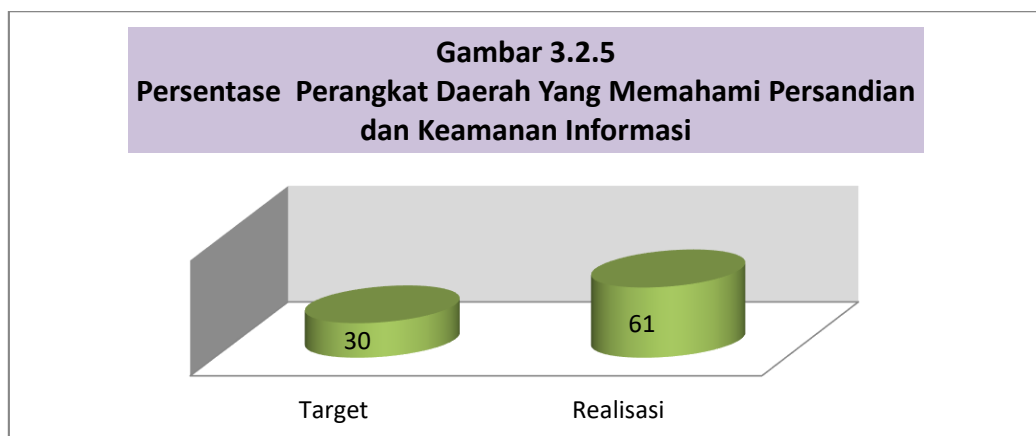 Gambar 3.2.5
Persentase Perangkat Daerah Yang Memahami Persandian
dan Keamanan Informasi
30
61
Target
Realisasi